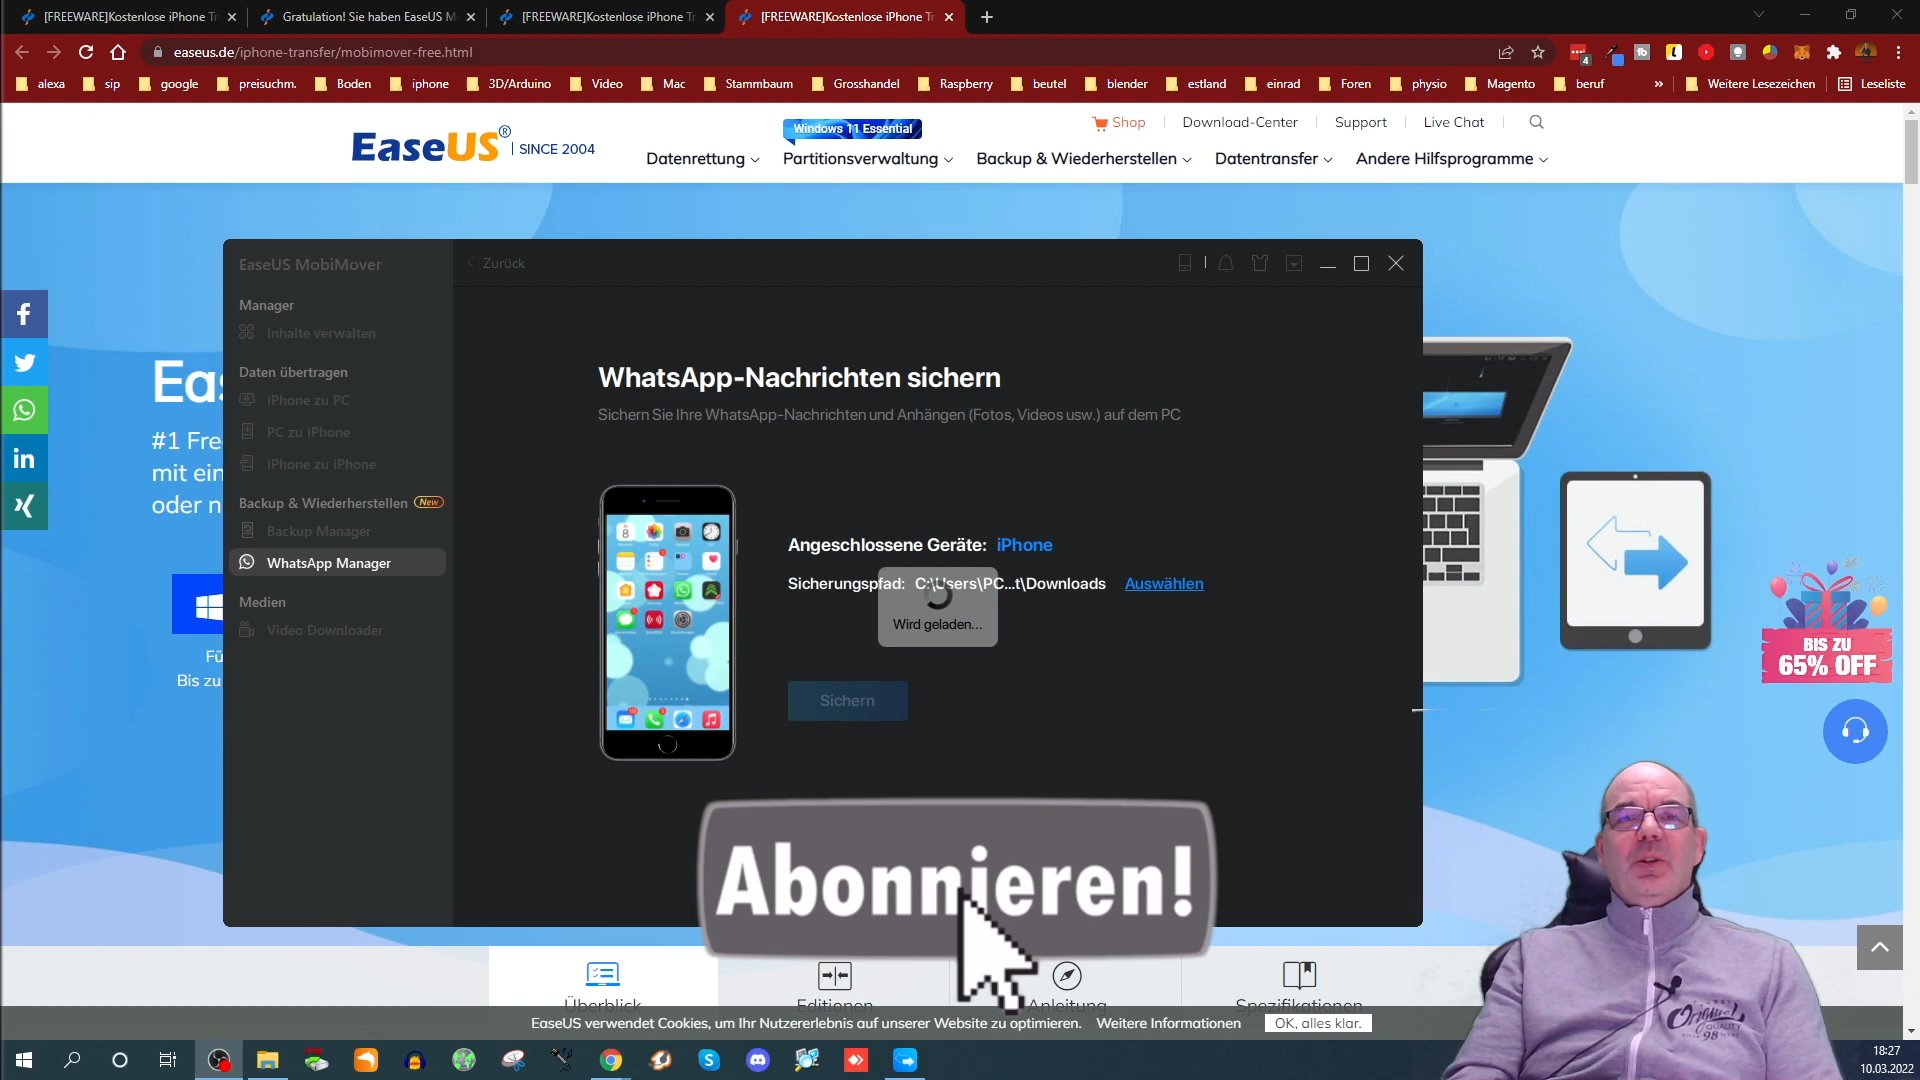 [FREEWARE]Kostenlose iPhone Tr
Gratulation! Sie haben EaseUS M
[FREEWARE]Kostenlose iPhone Tr
[FREEWARE]Kostenlose iPhone Tr
easeus.de/iphone-transfer/mobimover-free.html
4
alexa
sip
google
preisuchm.
Boden
iphone
3D/Arduino
Video
Mac
Stammbaum
Grosshandel
Raspberry
beutel
blender
estland
einrad
Foren
physio
Magento
beruf
»
Weitere Lesezeichen
Leseliste
EaseUS® | SINCE 2004
Windows 11 Essential
Shop
Download-Center
Support
Live Chat
Datenrettung
Partitionsverwaltung
Backup & Wiederherstellen
Datentransfer
Andere Hilfsprogramme
Eas
#1 Fre
mit ein
oder n
Fü
Bis zu
EaseUS MobiMover
Zurück
Manager
Inhalte verwalten
Daten übertragen
iPhone zu PC
PC zu iPhone
iPhone zu iPhone
Backup & Wiederherstellen New
Backup Manager
WhatsApp Manager
Medien
Video Downloader
WhatsApp-Nachrichten sichern
Sichern Sie Ihre WhatsApp-Nachrichten und Anhängen (Fotos, Videos usw.) auf dem PC
Angeschlossene Geräte: iPhone
Sicherungspfad: C:\Users\PC...t\Downloads Auswählen
Wird geladen...
Sichern
BIS ZU
65% OFF
Abonnieren!
Überblick
Editionen
Anleitung
Spezifikationen
EaseUS verwendet Cookies, um Ihr Nutzererlebnis auf unserer Website zu optimieren. Weitere Informationen
OK, alles klar.
Original
QUALITY
98
18:27
10.03.2022